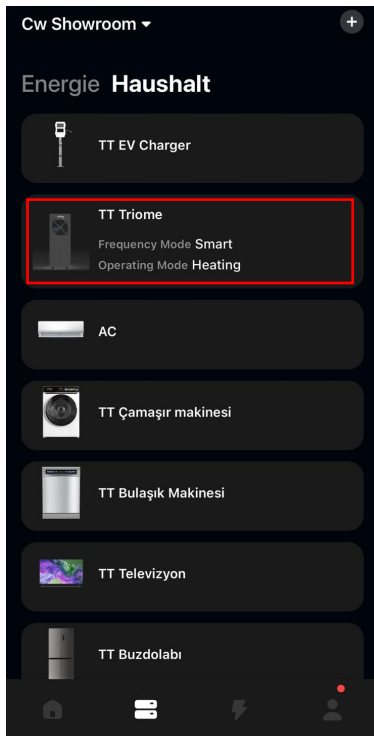 Cw Showroom
Energie Haushalt
TT EV Charger
TT Triome
Frequency Mode Smart
Operating Mode Heating
AC
TT Çamaşır makinesi
TT Bulaşık Makinesi
TT Televizyon
TT Buzdolabı